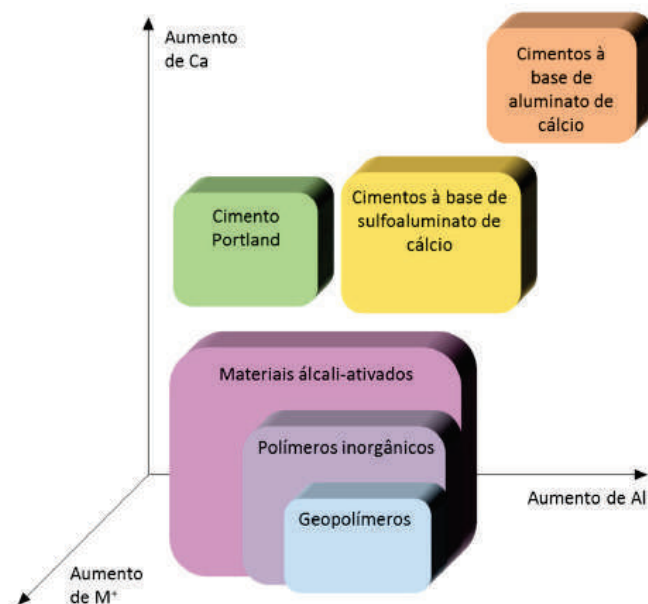 Aumento
de Ca
Cimentos à
base de
aluminato de
cálcio
Cimento
Portland
Cimentos à base de
sulfoaluminato de
cálcio
Materiais álcali-ativados
Polímeros inorgânicos
Geopolímeros
Aumento de Al
Aumento
de M⁺